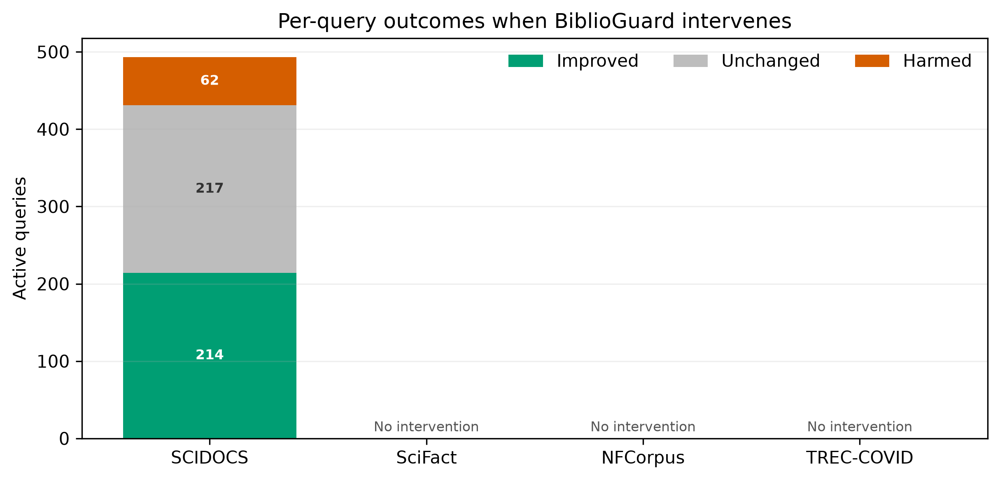 Per-query outcomes when BiblioGuard intervenes
Improved
Unchanged
Harmed
Active queries
500
400
300
200
100
0
62
217
214
No intervention
No intervention
No intervention
SCIDOCS
SciFact
NFCorpus
TREC-COVID